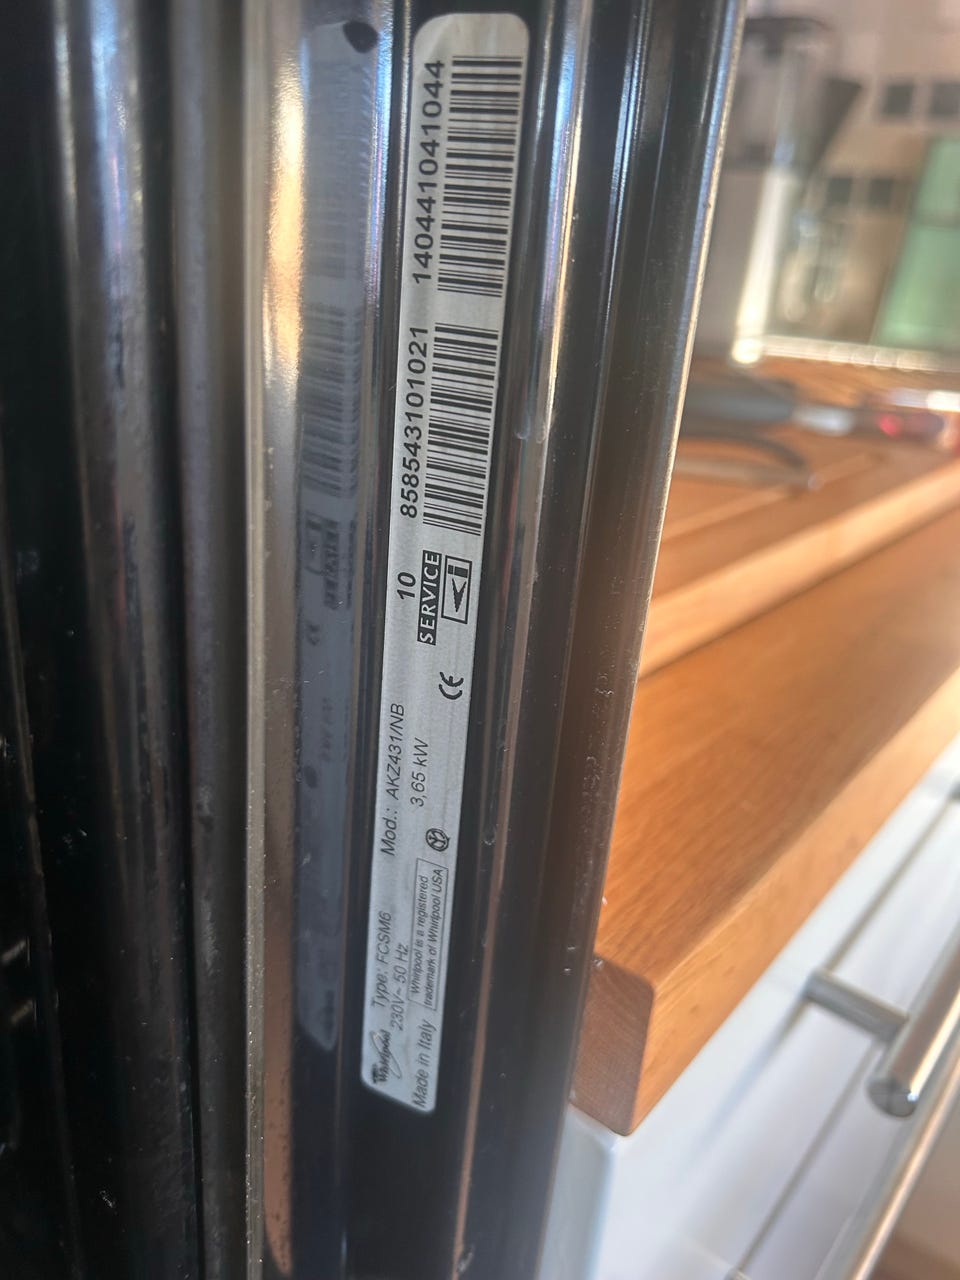 Whirlpool
Type: FCSM6
Mod.: AKZ431/NB
10
858543101021
140441041044
230V~ 50 Hz
3,65 kW
SERVICE
Made in Italy
Whirlpool is a registered
trademark of Whirlpool USA
CE